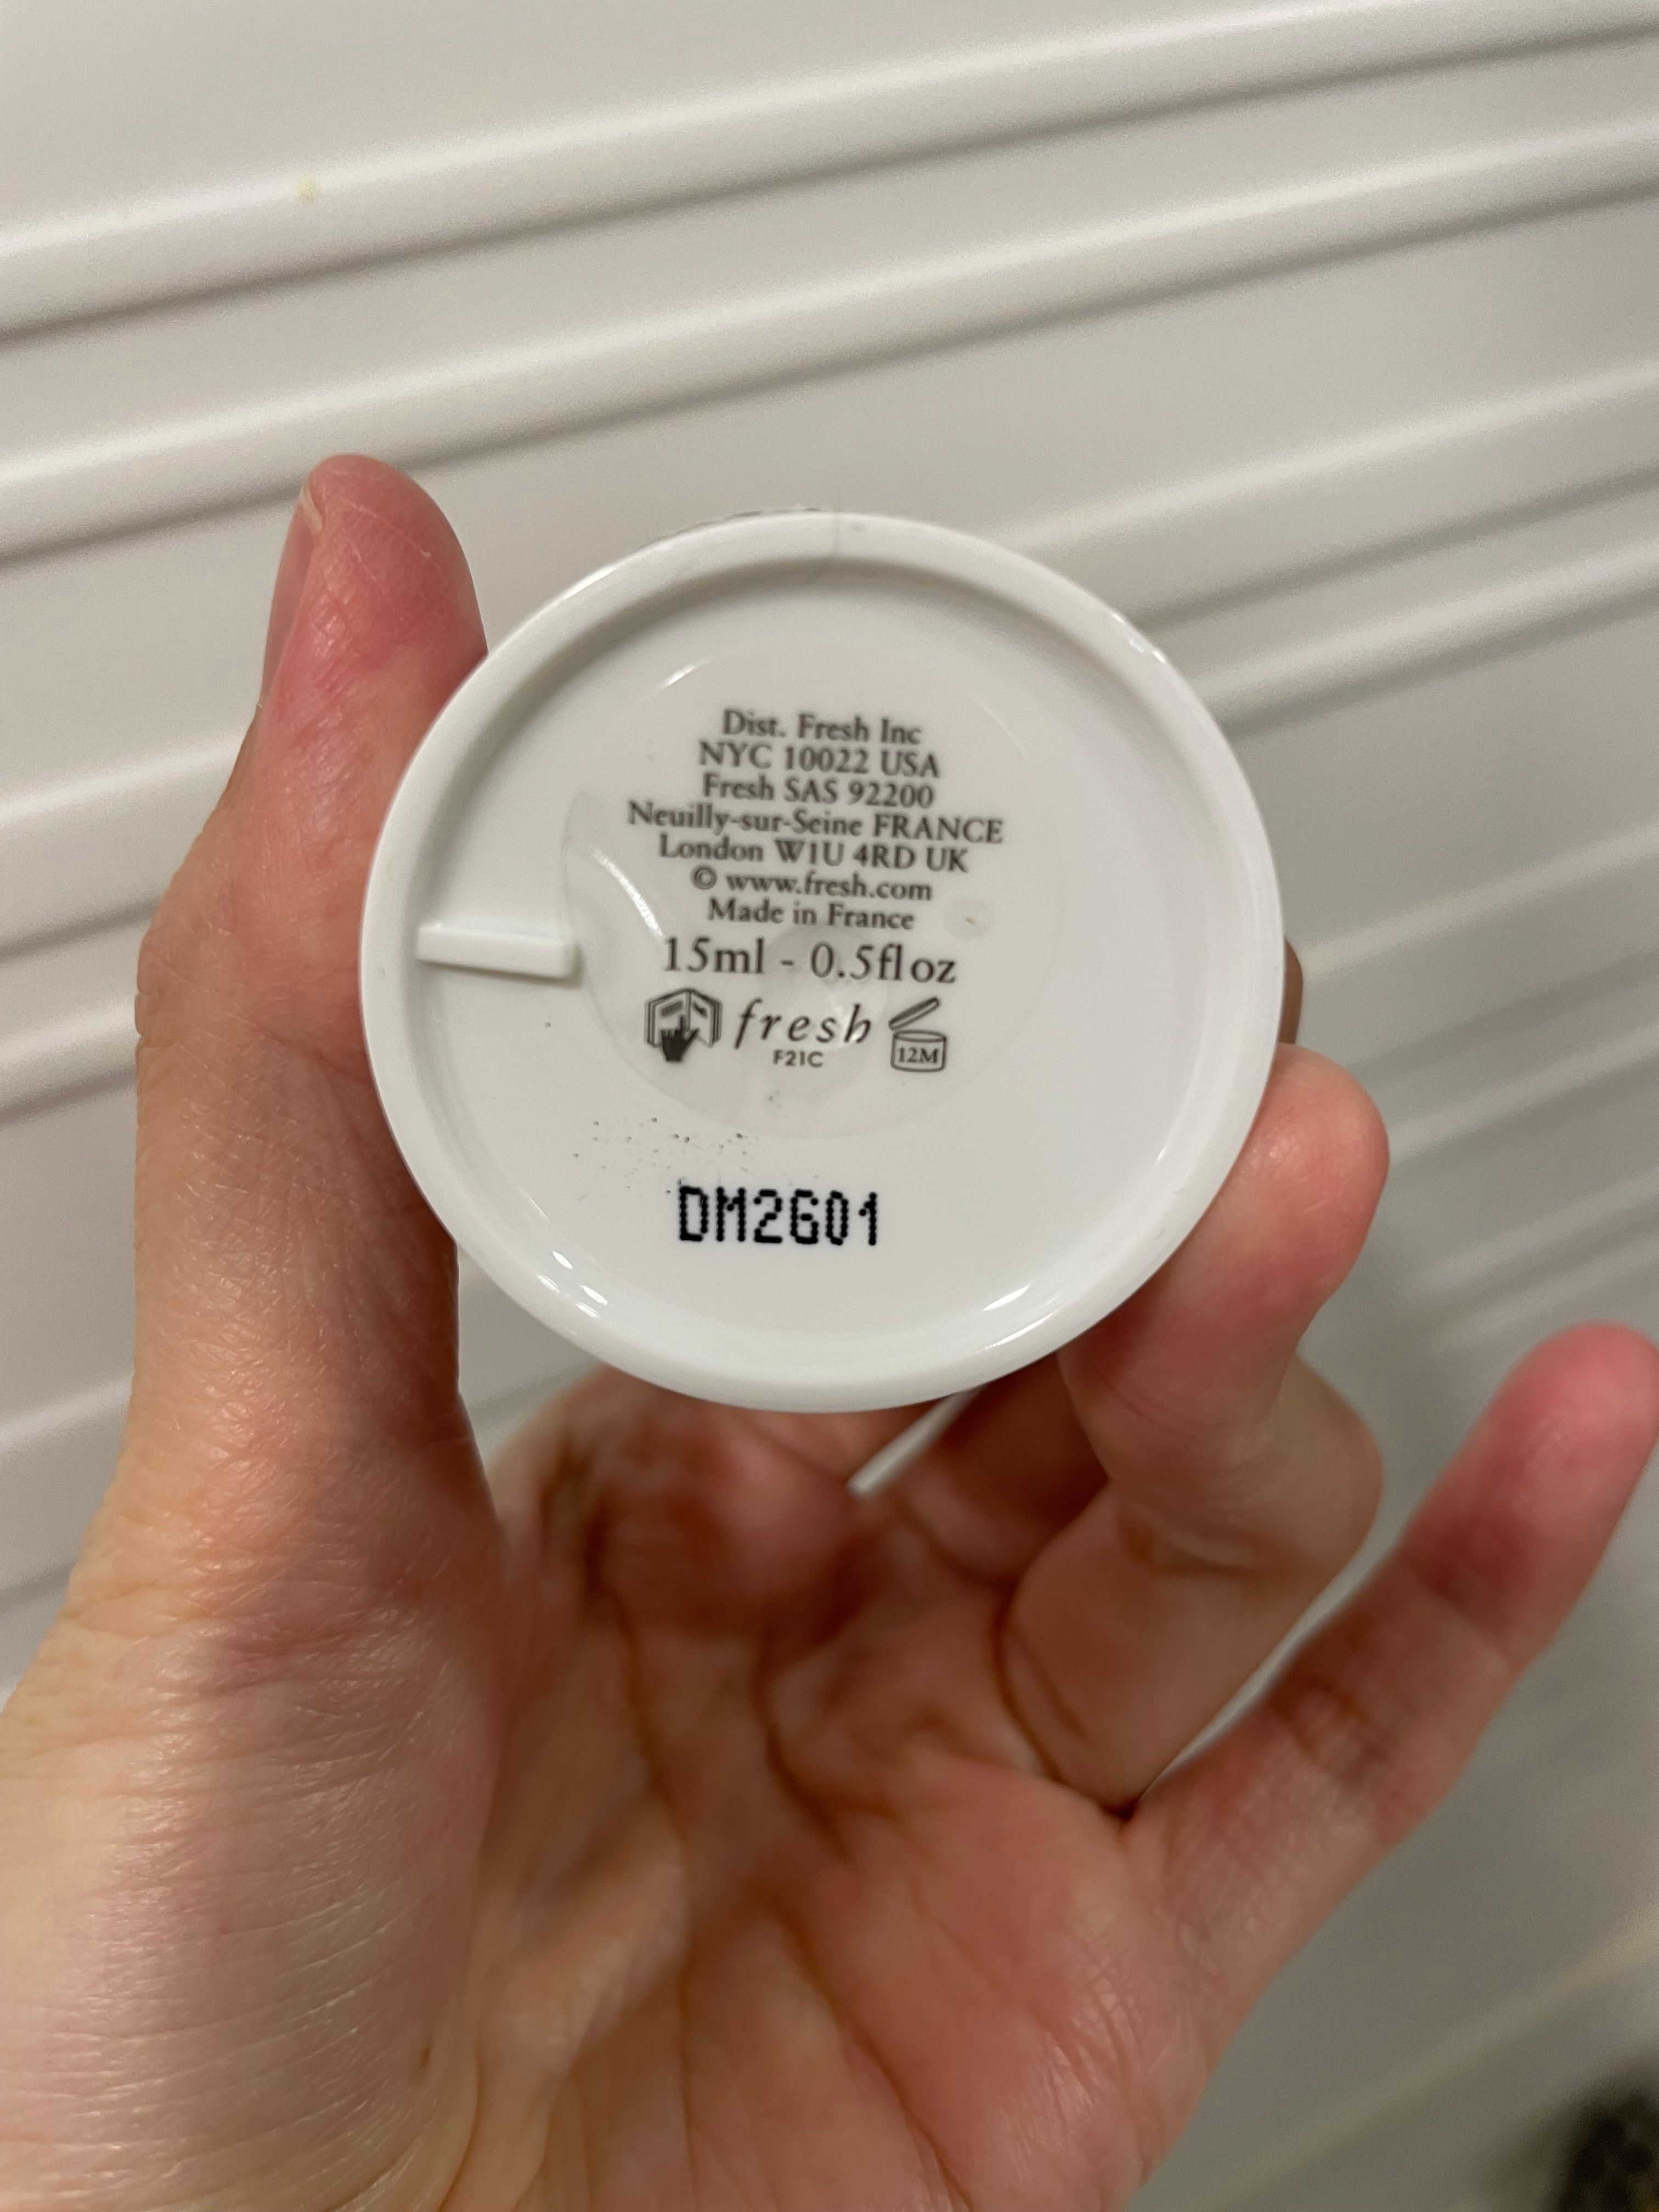 Dist. Fresh Inc
NYC 10022 USA
Fresh SAS 92200
Neuilly-sur-Seine FRANCE
London W1U 4RD UK
© www.fresh.com
Made in France
15ml - 0.5fl oz
fresh
12M
F21C
DM2G01